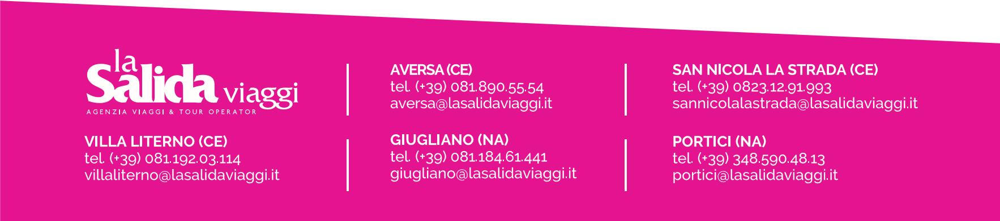 la
Salida viaggi
AGENZIA VIAGGI & TOUR OPERATOR
VILLA LITERNO (CE)
tel. (+39) 081.192.03.114
villaliterno@lasalidaviaggi.it
AVERSA (CE)
tel. (+39) 081.890.55.54
aversa@lasalidaviaggi.it
GIUGLIANO (NA)
tel. (+39) 081.184.61.441
giugliano@lasalidaviaggi.it
SAN NICOLA LA STRADA (CE)
tel. (+39) 0823.12.91.993
sannicolalastrada@lasalidaviaggi.it
PORTICI (NA)
tel. (+39) 348.590.48.13
portici@lasalidaviaggi.it